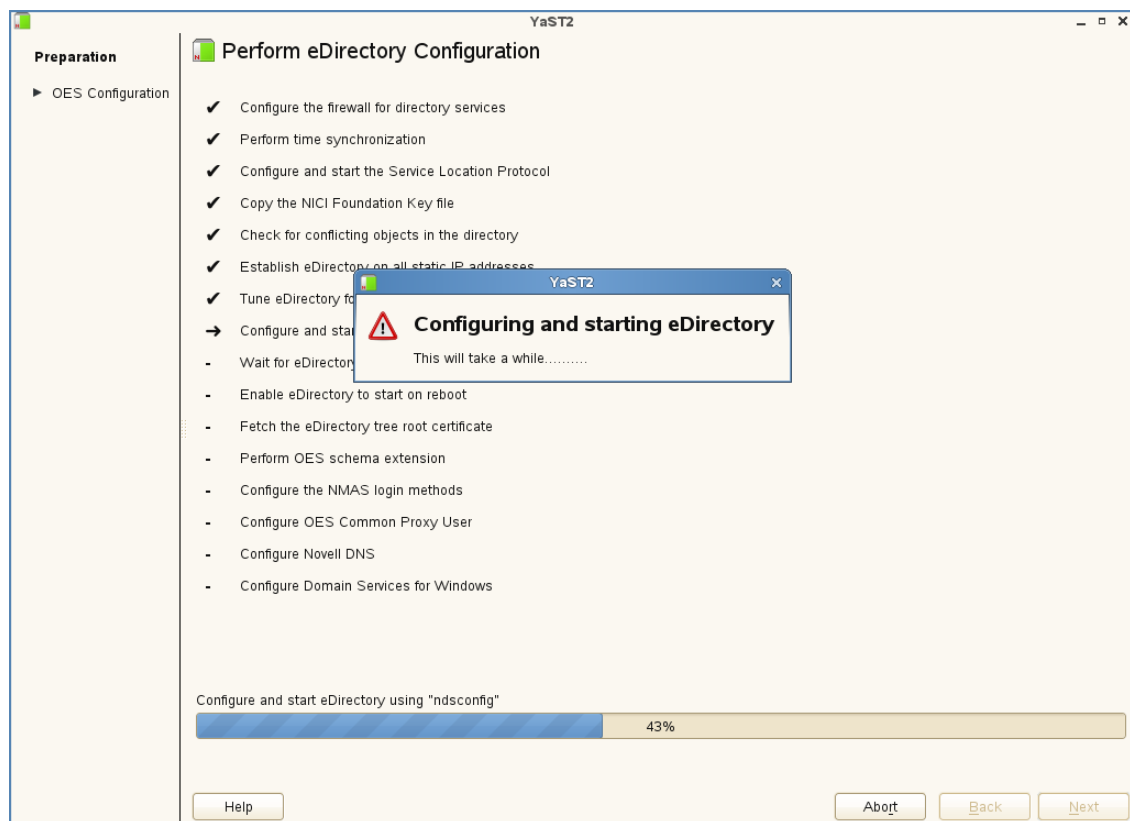 YaST2
Preparation
OES Configuration
Perform eDirectory Configuration
Configure the firewall for directory services
Perform time synchronization
Configure and start the Service Location Protocol
Copy the NICI Foundation Key file
Check for conflicting objects in the directory
Establish eDirectory on all static IP addresses
Tune eDirectory fo
Configure and sta
Wait for eDirectory
Enable eDirectory to start on reboot
Fetch the eDirectory tree root certificate
Perform OES schema extension
Configure the NMAS login methods
Configure OES Common Proxy User
Configure Novell DNS
Configure Domain Services for Windows
YaST2
Configuring and starting eDirectory
This will take a while..........
Configure and start eDirectory using "ndsconfig"
43%
Help
Abort
Back
Next